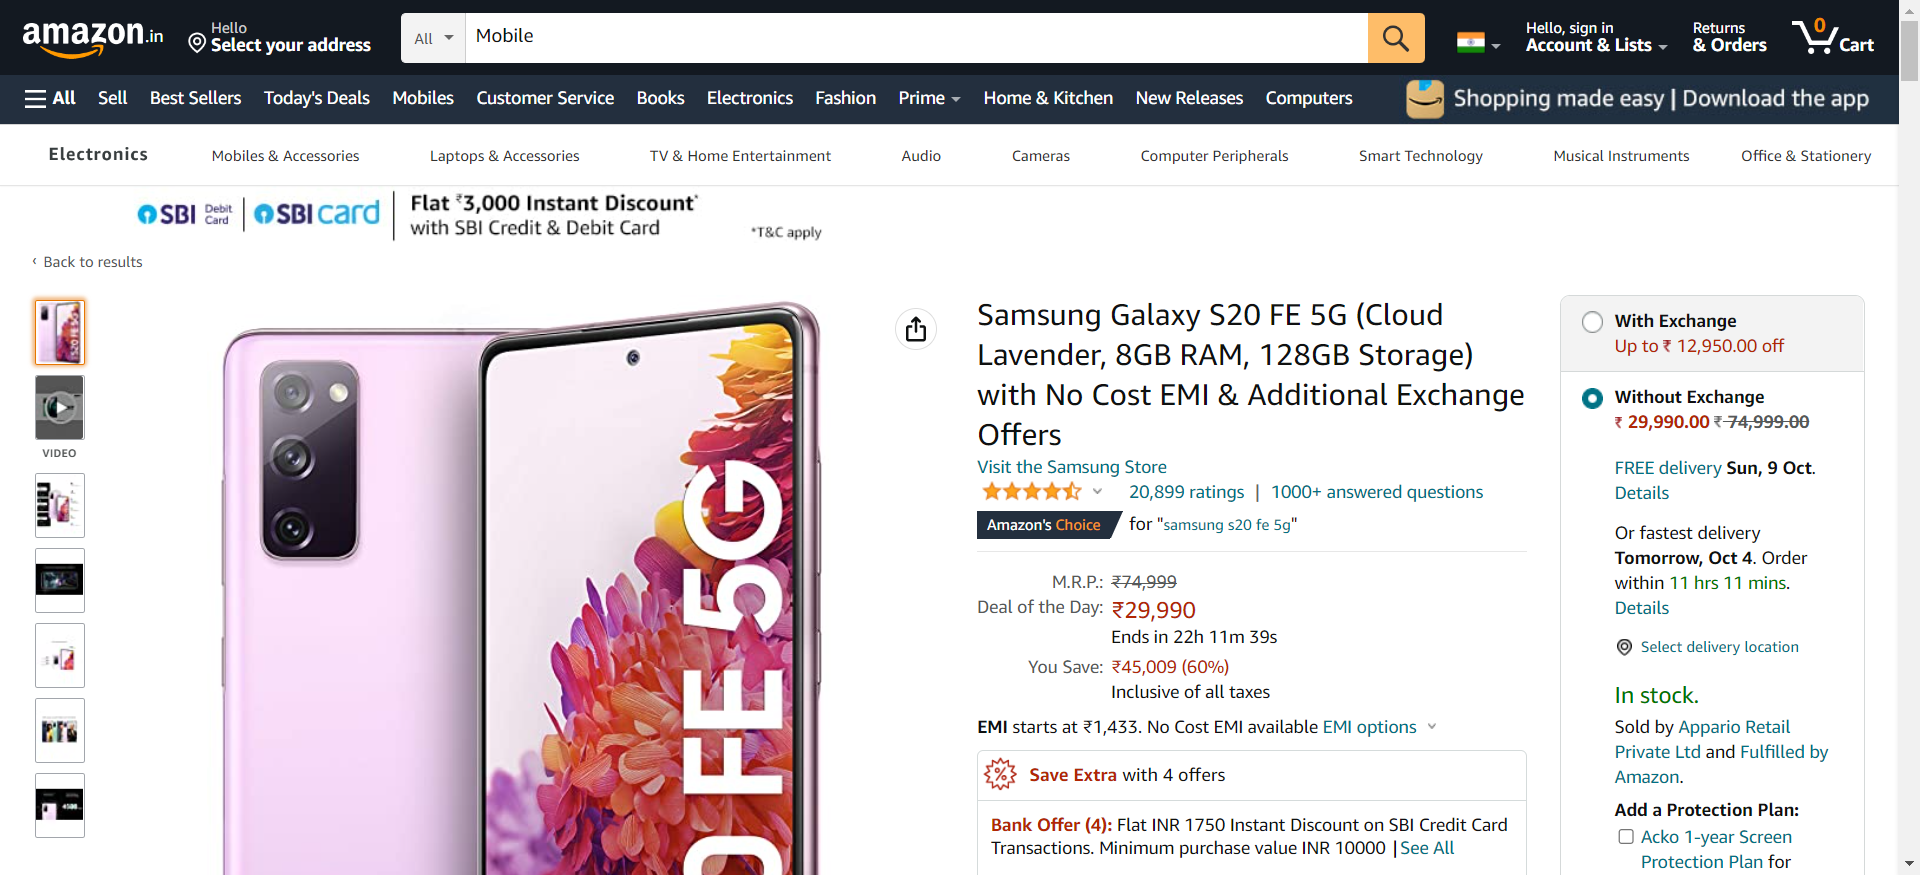 amazon.in
Hello
Select your address
All
Mobile
Hello, sign in
Account & Lists
Returns
& Orders
0
Cart
All
Sell
Best Sellers
Today's Deals
Mobiles
Customer Service
Books
Electronics
Fashion
Prime
Home & Kitchen
New Releases
Computers
Shopping made easy | Download the app
Electronics
Mobiles & Accessories
Laptops & Accessories
TV & Home Entertainment
Audio
Cameras
Computer Peripherals
Smart Technology
Musical Instruments
Office & Stationery
SBI Debit Card
SBI card
Flat ₹3,000 Instant Discount*
with SBI Credit & Debit Card
*T&C apply
‹ Back to results
S20 FE 5G
VIDEO
0 FE 5G
Samsung Galaxy S20 FE 5G (Cloud
Lavender, 8GB RAM, 128GB Storage)
with No Cost EMI & Additional Exchange
Offers
Visit the Samsung Store
20,899 ratings | 1000+ answered questions
Amazon's Choice for "samsung s20 fe 5g"
M.R.P.: ₹74,999
Deal of the Day: ₹29,990
Ends in 22h 11m 39s
You Save: ₹45,009 (60%)
Inclusive of all taxes
EMI starts at ₹1,433. No Cost EMI available EMI options
% Save Extra with 4 offers
Bank Offer (4): Flat INR 1750 Instant Discount on SBI Credit Card
Transactions. Minimum purchase value INR 10000 | See All
With Exchange
Up to ₹ 12,950.00 off
Without Exchange
₹ 29,990.00 ₹ 74,999.00
FREE delivery Sun, 9 Oct.
Details
Or fastest delivery
Tomorrow, Oct 4. Order
within 11 hrs 11 mins.
Details
Select delivery location
In stock.
Sold by Appario Retail
Private Ltd and Fulfilled by
Amazon.
Add a Protection Plan:
Acko 1-year Screen
Protection Plan for